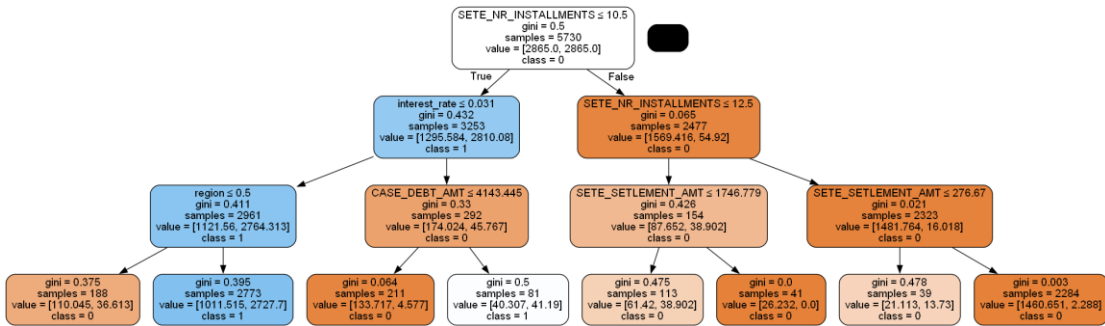 SETE_NR_INSTALLMENTS ≤ 10.5
gini = 0.5
samples = 5730
value = [2865.0, 2865.0]
class = 0
True
False
interest_rate ≤ 0.031
gini = 0.432
samples = 3253
value = [1295.584, 2810.08]
class = 1
SETE_NR_INSTALLMENTS ≤ 12.5
gini = 0.065
samples = 2477
value = [1569.416, 54.92]
class = 0
region ≤ 0.5
gini = 0.411
samples = 2961
value = [1121.56, 2764.313]
class = 1
CASE_DEBT_AMT ≤ 4143.445
gini = 0.33
samples = 292
value = [174.024, 45.767]
class = 0
SETE_SETLEMENT_AMT ≤ 1746.779
gini = 0.426
samples = 154
value = [87.652, 38.902]
class = 0
SETE_SETLEMENT_AMT ≤ 276.67
gini = 0.021
samples = 2323
value = [1481.764, 16.018]
class = 0
gini = 0.375
samples = 188
value = [110.045, 36.613]
class = 0
gini = 0.395
samples = 2773
value = [1011.515, 2727.7]
class = 1
gini = 0.064
samples = 211
value = [133.717, 4.577]
class = 0
gini = 0.5
samples = 81
value = [40.307, 41.19]
class = 1
gini = 0.475
samples = 113
value = [61.42, 38.902]
class = 0
gini = 0.0
samples = 41
value = [26.232, 0.0]
class = 0
gini = 0.478
samples = 39
value = [21.113, 13.73]
class = 0
gini = 0.003
samples = 2284
value = [1460.651, 2.288]
class = 0